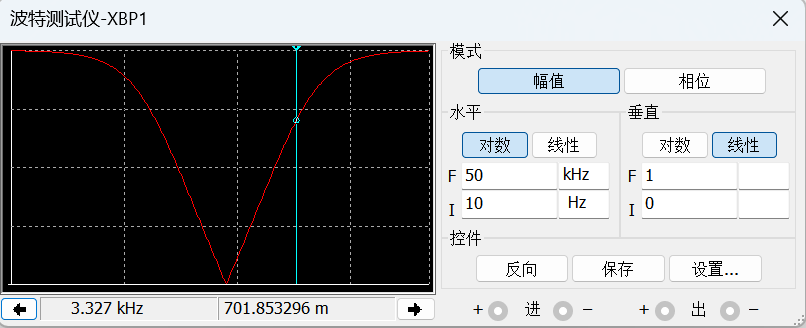 波特测试仪-XBP1
模式
幅值 相位
水平 垂直
对数 线性 对数 线性
F 50 kHz F 1
I 10 Hz I 0
控件
反向 保存 设置...
3.327 kHz 701.853296 m + 进 − + 出 −